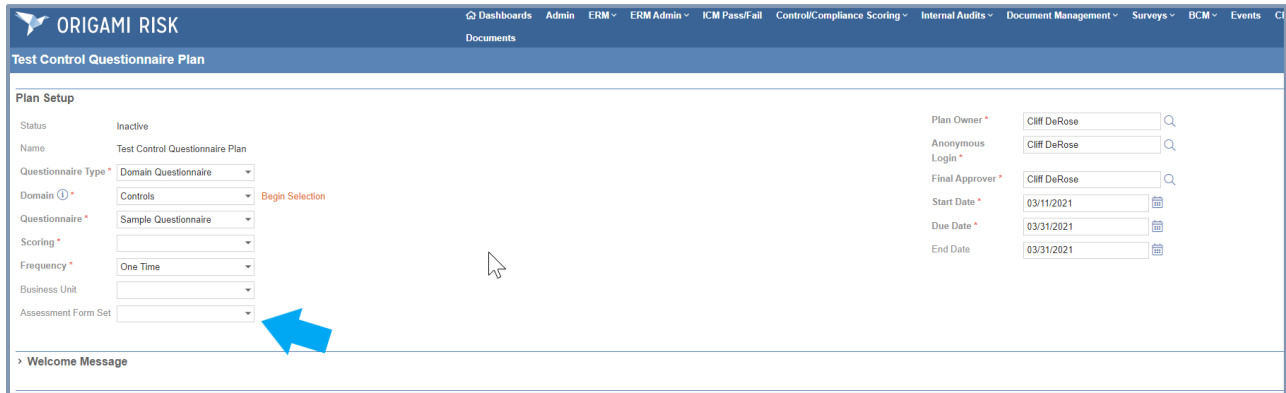 ORIGAMI RISK
Dashboards Admin ERM ERM Admin ICM Pass/Fail Control/Compliance Scoring Internal Audits Document Management Surveys BCM Events Cl
Documents
Test Control Questionnaire Plan
Plan Setup
Status Inactive
Name Test Control Questionnaire Plan
Questionnaire Type * Domain Questionnaire
Domain * Controls Begin Selection
Questionnaire * Sample Questionnaire
Scoring *
Frequency * One Time
Business Unit
Assessment Form Set
Plan Owner * Cliff DeRose
Anonymous Login * Cliff DeRose
Final Approver * Cliff DeRose
Start Date * 03/11/2021
Due Date * 03/31/2021
End Date 03/31/2021
> Welcome Message